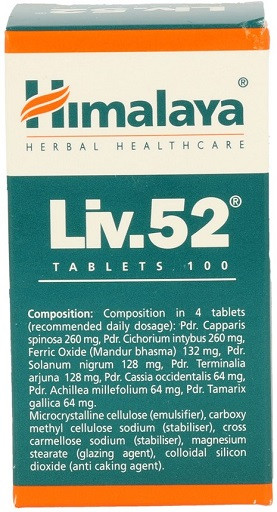 Himalaya®
HERBAL HEALTHCARE
Liv.52®
TABLETS 100
Composition: Composition in 4 tablets
(recommended daily dosage): Pdr. Capparis
spinosa 260 mg, Pdr. Cichorium intybus 260 mg,
Ferric Oxide (Mandur bhasma) 132 mg, Pdr.
Solanum nigrum 128 mg, Pdr. Terminalia
arjuna 128 mg, Pdr. Cassia occidentalis 64 mg,
Pdr. Achillea millefolium 64 mg, Pdr. Tamarix
gallica 64 mg.
Microcrystalline cellulose (emulsifier), carboxy
methyl cellulose sodium (stabiliser), cross
carmellose sodium (stabiliser), magnesium
stearate (glazing agent), colloidal silicon
dioxide (anti caking agent).